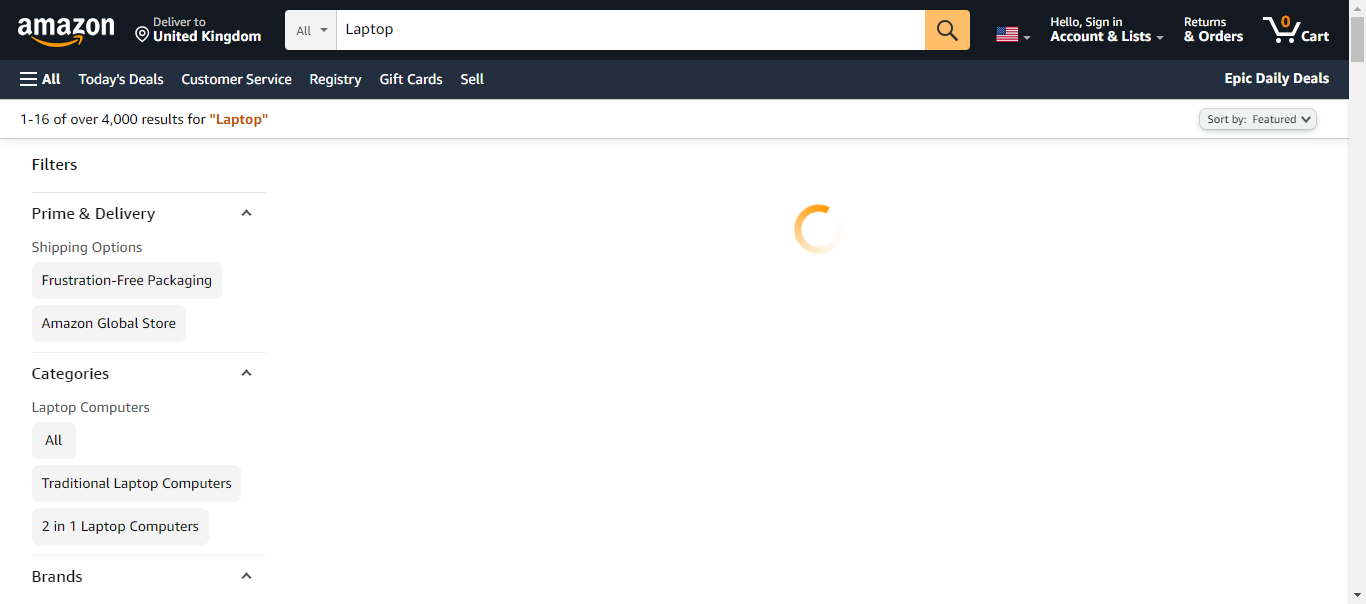 amazon
Deliver to
United Kingdom
All
Laptop
Hello, Sign in
Account & Lists
Returns
& Orders
0
Cart
All
Today's Deals
Customer Service
Registry
Gift Cards
Sell
Epic Daily Deals
1-16 of over 4,000 results for "Laptop"
Sort by: Featured
Filters
Prime & Delivery
Shipping Options
Frustration-Free Packaging
Amazon Global Store
Categories
Laptop Computers
All
Traditional Laptop Computers
2 in 1 Laptop Computers
Brands